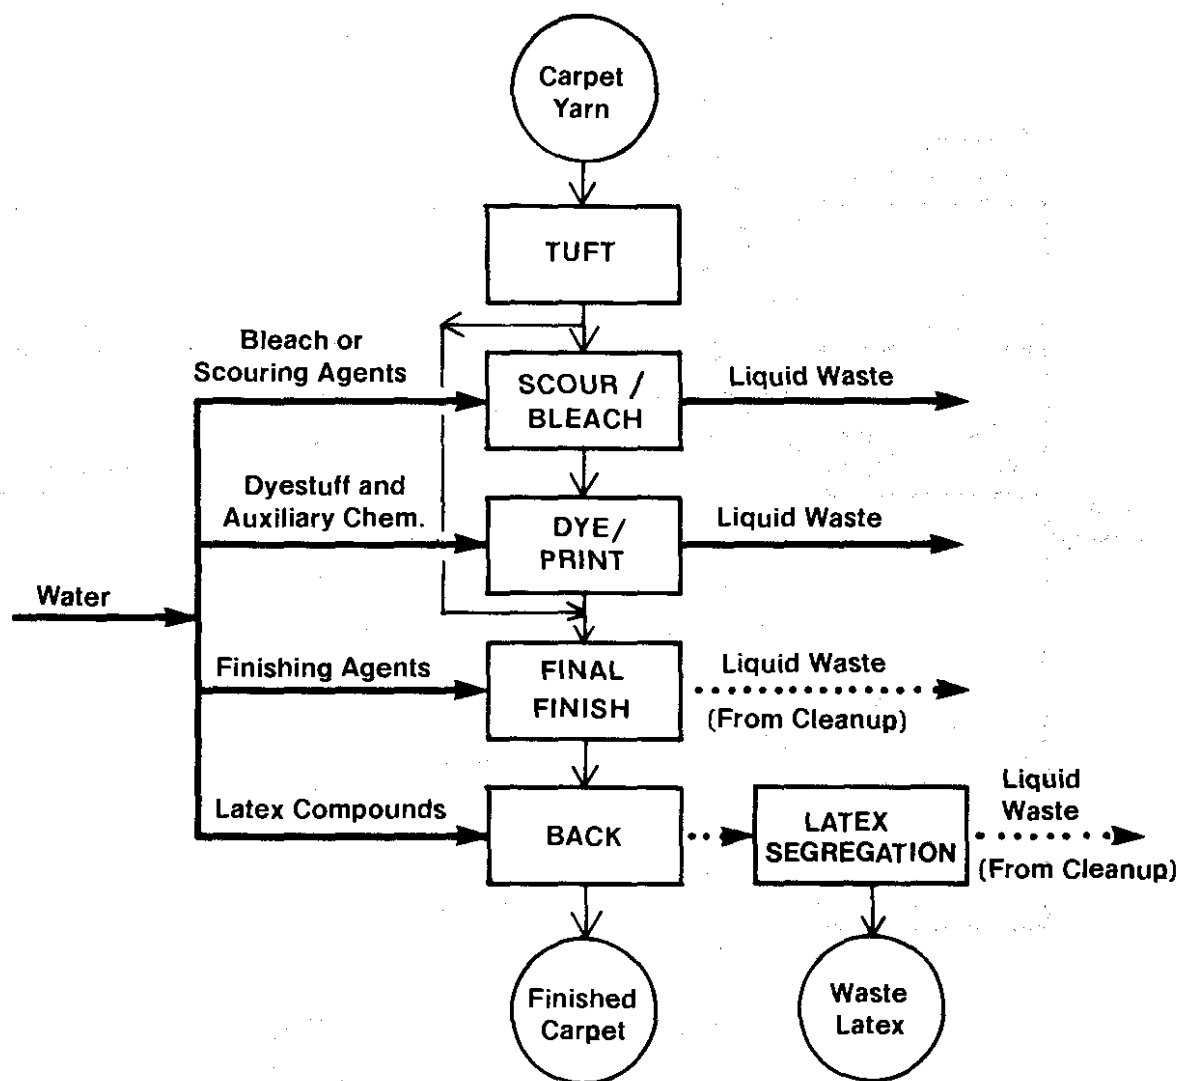 Carpet
Yarn
TUFT
Bleach or
Scouring Agents
SCOUR /
BLEACH
Liquid Waste
Dyestuff and
Auxiliary Chem.
DYE/
PRINT
Liquid Waste
Water
Finishing Agents
FINAL
FINISH
Liquid Waste
(From Cleanup)
Latex Compounds
BACK
LATEX
SEGREGATION
Liquid
Waste
(From Cleanup)
Finished
Carpet
Waste
Latex